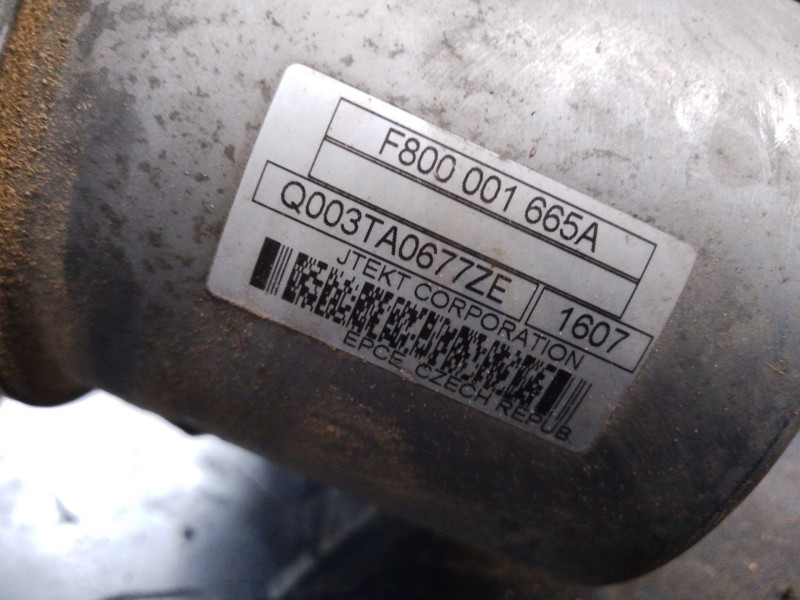 F800 001 665A
Q003TA0677ZE 1607
JTEKT CORPORATION
EPCE, CZECH REPUB.